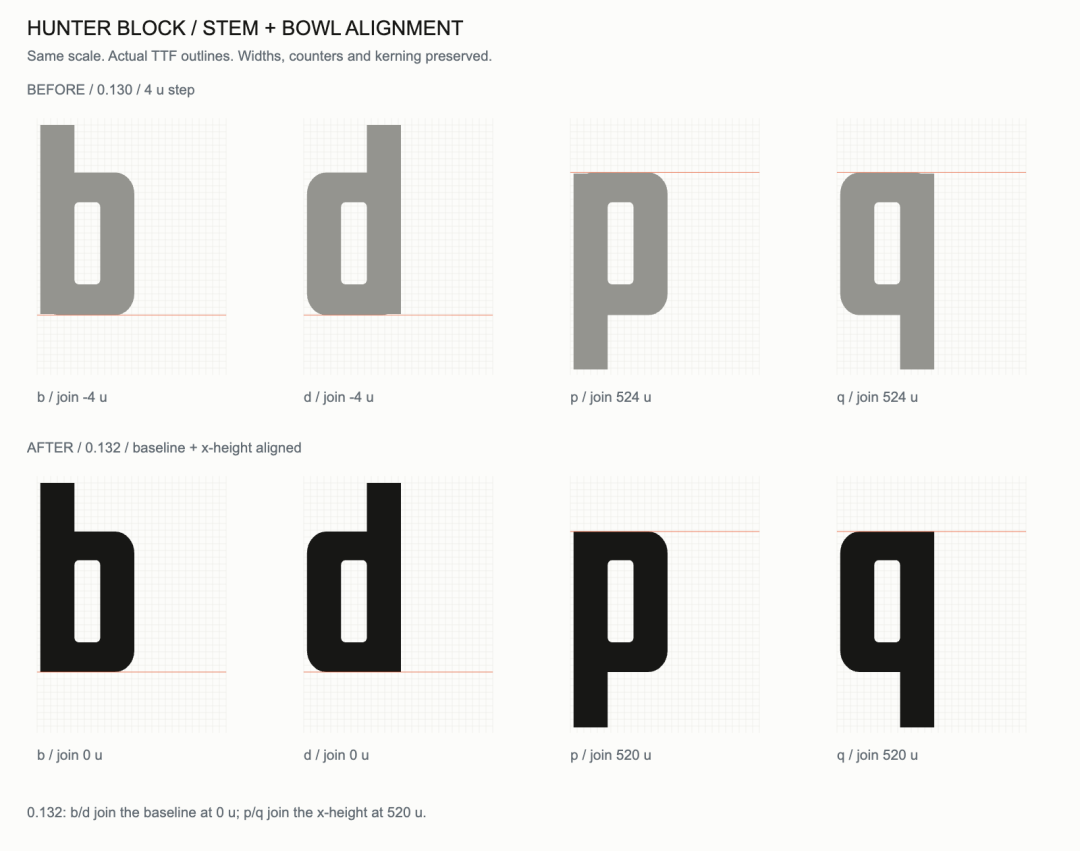 HUNTER BLOCK / STEM + BOWL ALIGNMENT
Same scale. Actual TTF outlines. Widths, counters and kerning preserved.
BEFORE / 0.130 / 4 u step
b d p q
b / join -4 u
d / join -4 u
p / join 524 u
q / join 524 u
AFTER / 0.132 / baseline + x-height aligned
b d p q
b / join 0 u
d / join 0 u
p / join 520 u
q / join 520 u
0.132: b/d join the baseline at 0 u; p/q join the x-height at 520 u.